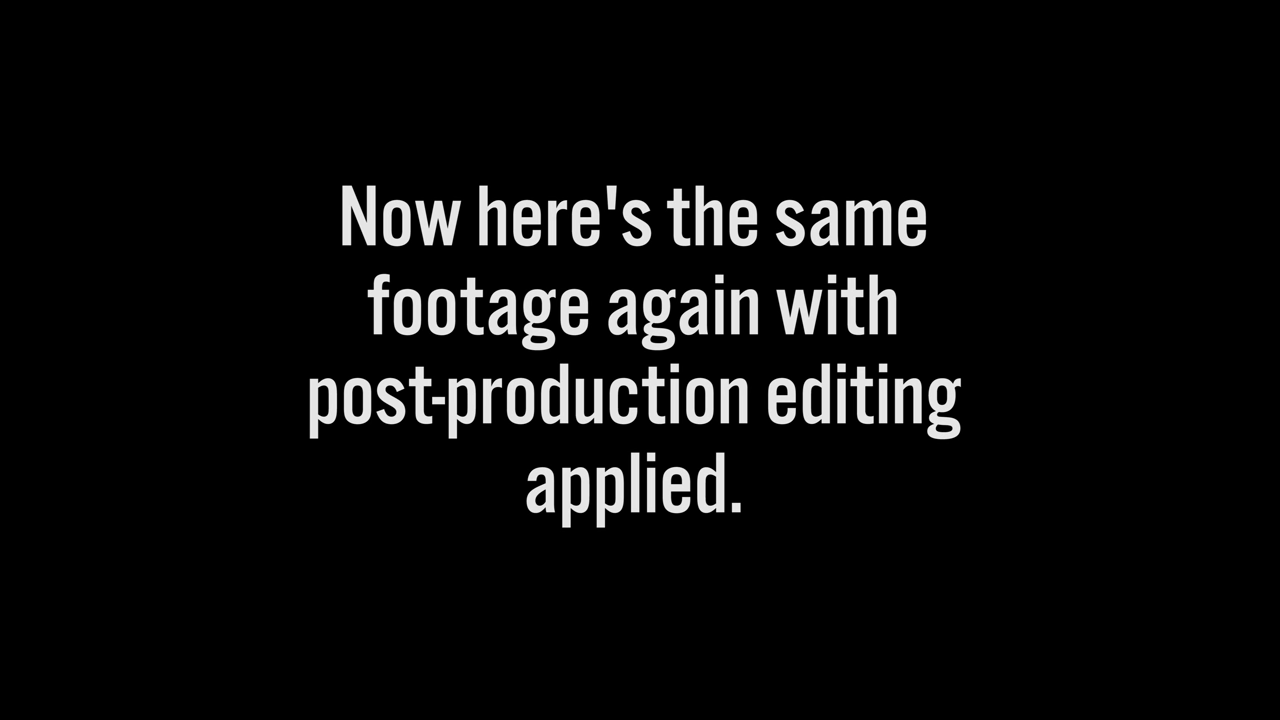 Now here's the same
footage again with
post-production editing
applied.